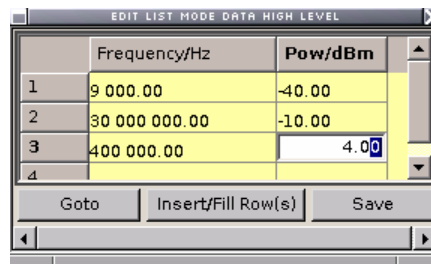 EDIT LIST MODE DATA HIGH LEVEL
Frequency/Hz Pow/dBm
1 9 000.00 -40.00
2 30 000 000.00 -10.00
3 400 000.00 4.00
4
Goto Insert/Fill Row(s) Save